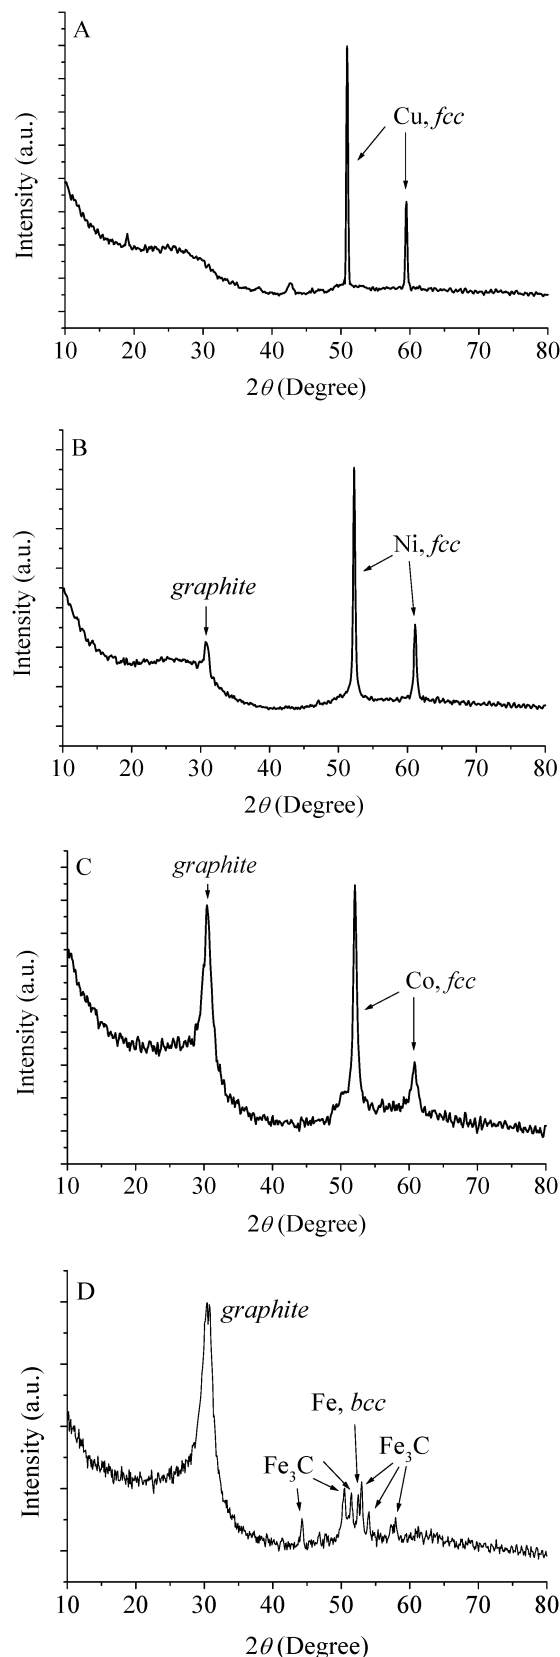 A
Cu, fcc
Intensity (a.u.)
10 20 30 40 50 60 70 80
2θ (Degree)
B
Ni, fcc
graphite
Intensity (a.u.)
10 20 30 40 50 60 70 80
2θ (Degree)
graphite
C
Co, fcc
Intensity (a.u.)
10 20 30 40 50 60 70 80
2θ (Degree)
D
graphite
Fe, bcc
Fe₃C
Fe₃C
Intensity (a.u.)
10 20 30 40 50 60 70 80
2θ (Degree)